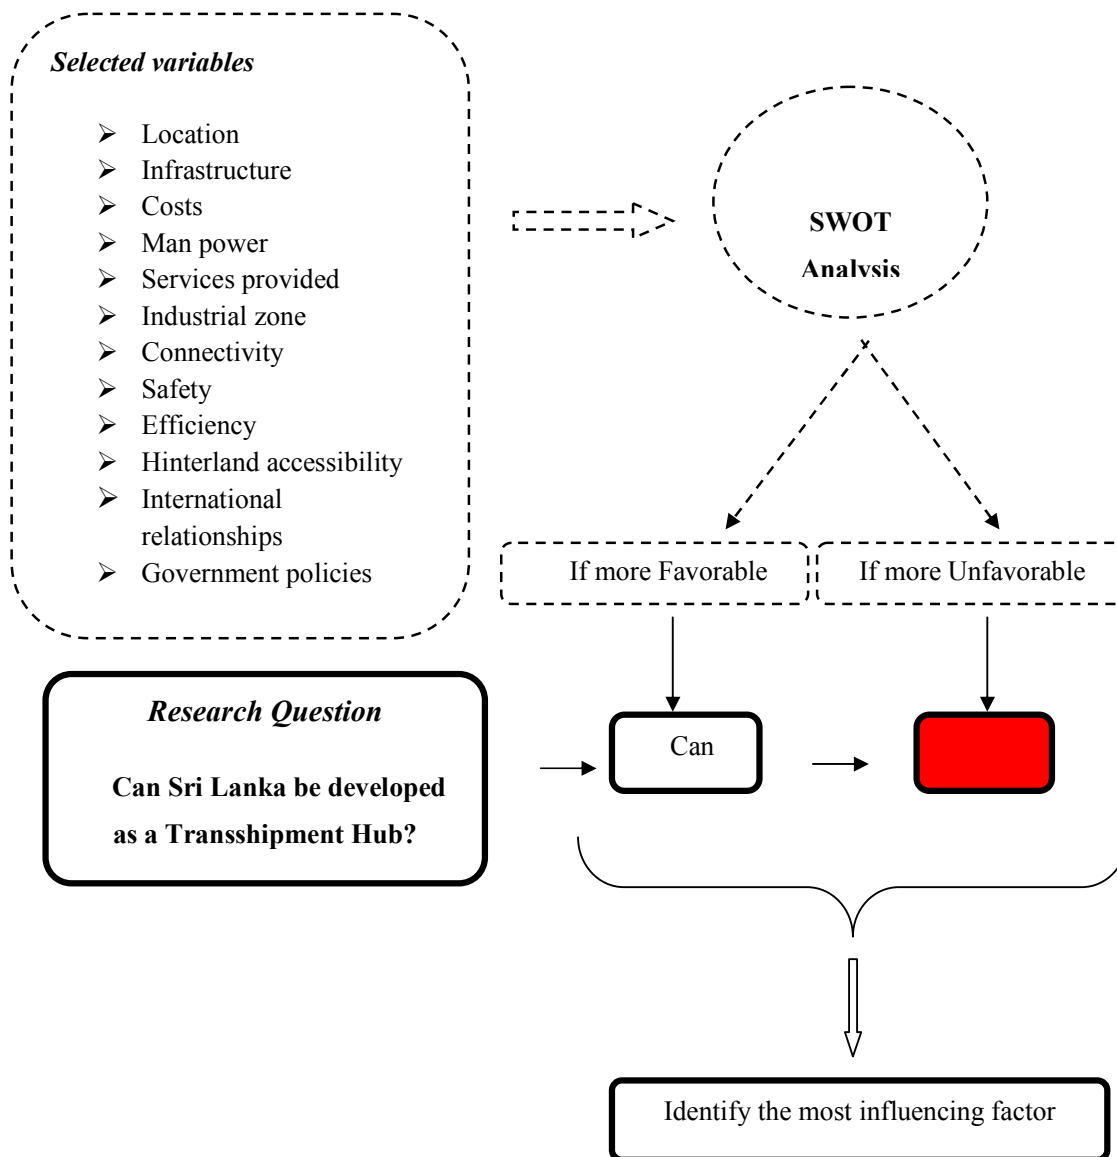 Selected variables
➢ Location
➢ Infrastructure
➢ Costs
➢ Man power
➢ Services provided
➢ Industrial zone
➢ Connectivity
➢ Safety
➢ Efficiency
➢ Hinterland accessibility
➢ International
relationships
➢ Government policies
SWOT
Analysis
If more Favorable
If more Unfavorable
Research Question
Can Sri Lanka be developed
as a Transshipment Hub?
Can
Identify the most influencing factor